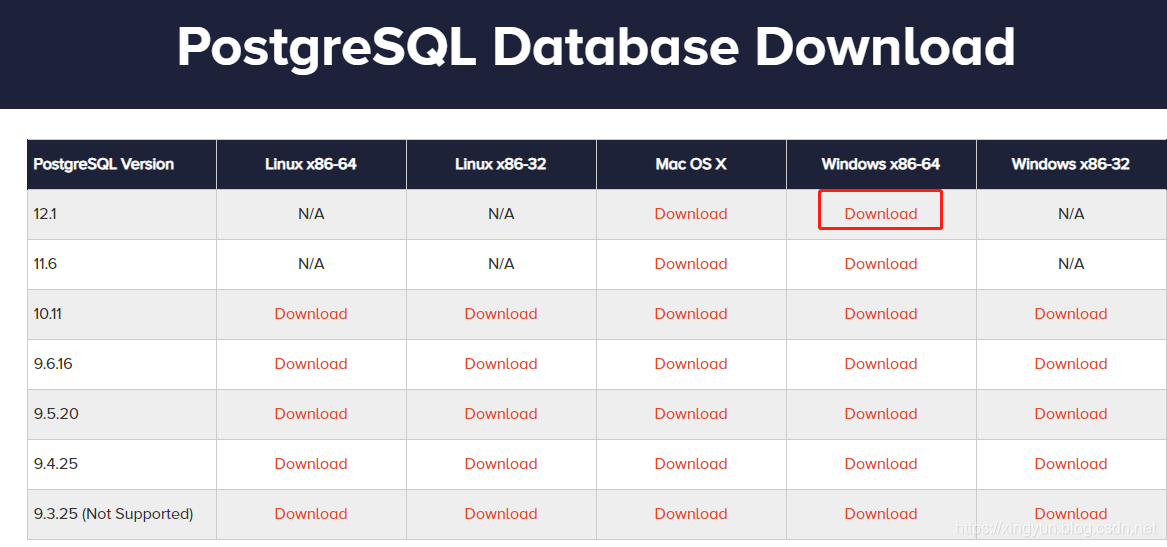 PostgreSQL Database Download
PostgreSQL Version Linux x86-64 Linux x86-32 Mac OS X Windows x86-64 Windows x86-32
12.1 N/A N/A Download Download N/A
11.6 N/A N/A Download Download N/A
10.11 Download Download Download Download Download
9.6.16 Download Download Download Download Download
9.5.20 Download Download Download Download Download
9.4.25 Download Download Download Download Download
9.3.25 (Not Supported) Download Download Download Download Download
https://xingyun.blog.csdn.net